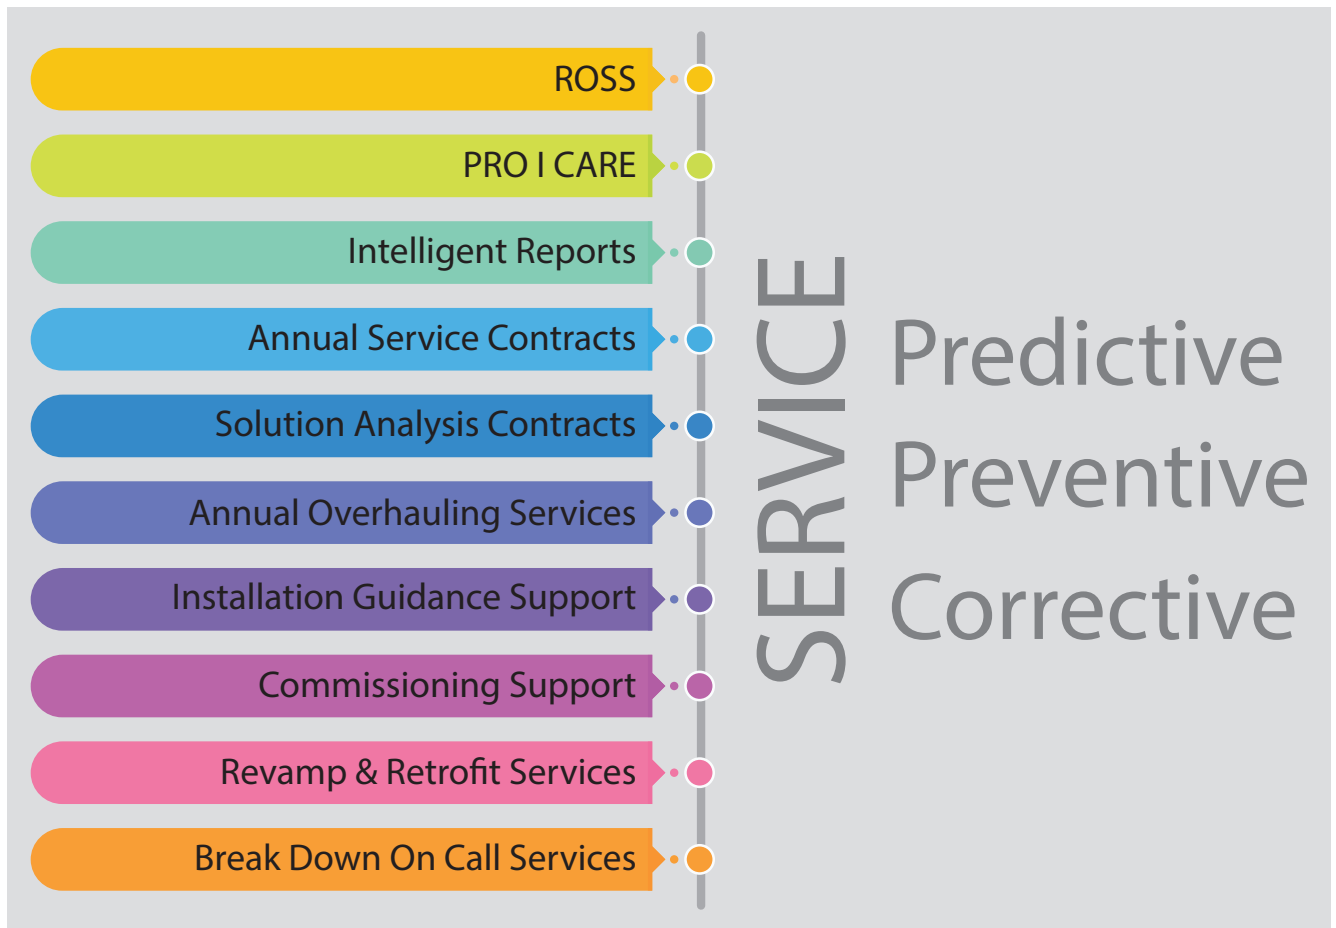 ROSS
PRO I CARE
Intelligent Reports
Annual Service Contracts
Solution Analysis Contracts
Annual Overhauling Services
Installation Guidance Support
Commissioning Support
Revamp & Retrofit Services
Break Down On Call Services
SERVICE
Predictive
Preventive
Corrective